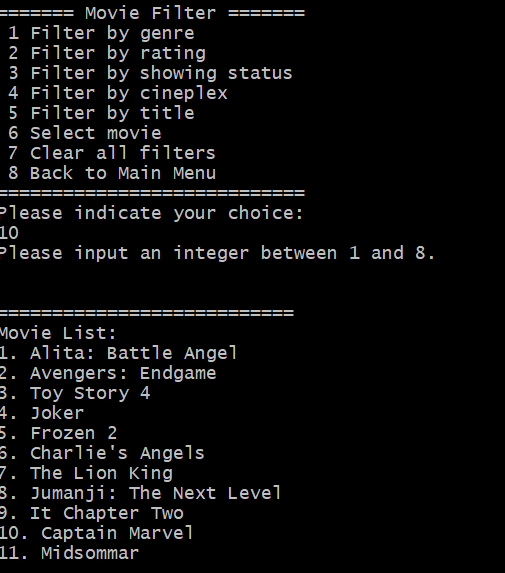 ======= Movie Filter =======
1 Filter by genre
2 Filter by rating
3 Filter by showing status
4 Filter by cineplex
5 Filter by title
6 Select movie
7 Clear all filters
8 Back to Main Menu
============================
Please indicate your choice:
10
Please input an integer between 1 and 8.
===========================
Movie List:
1. Alita: Battle Angel
2. Avengers: Endgame
3. Toy Story 4
4. Joker
5. Frozen 2
6. Charlie's Angels
7. The Lion King
8. Jumanji: The Next Level
9. It Chapter Two
10. Captain Marvel
11. Midsommar